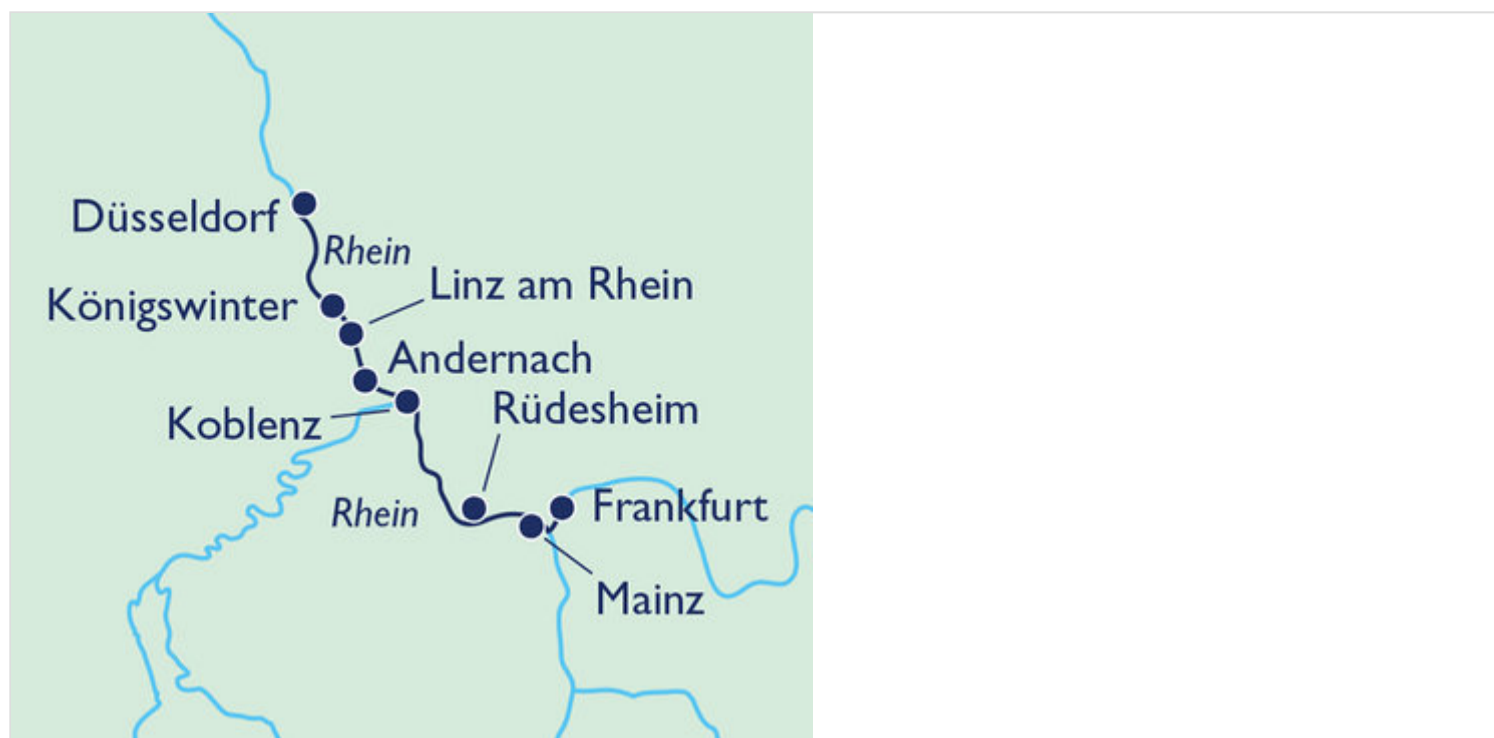 Düsseldorf
Rhein
Linz am Rhein
Königswinter
Andernach
Rüdesheim
Koblenz
Rhein
Frankfurt
Mainz